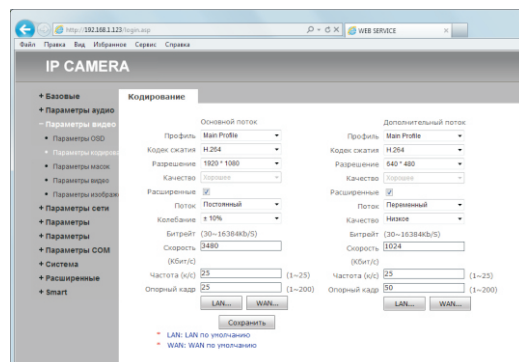 http://192.168.1.123/login.asp
WEB SERVICE
Файл Правка Вид Избранное Сервис Справка
IP CAMERA
+ Базовые
+ Параметры аудио
− Параметры видео
• Параметры OSD
• Параметры кодирова
• Параметры масок
• Параметры видео
• Параметры изображ
+ Параметры сети
+ Параметры
+ Параметры
+ Параметры COM
+ Система
+ Расширенные
+ Smart
Кодирование
Основной поток
Профиль Main Profile
Кодек сжатия H.264
Разрешение 1920 * 1080
Качество Хорошее
Расширенные
Поток Постоянный
Колебание ± 10%
Битрейт (30~16384Kb/S)
Скорость 3480
(Кбит/с)
Частота (к/с) 25 (1~25)
Опорный кадр 25 (1~200)
LAN... WAN...
Дополнительный поток
Профиль Main Profile
Кодек сжатия H.264
Разрешение 640 * 480
Качество Хорошее
Расширенные
Поток Переменный
Качество Низкое
Битрейт (30~16384Kb/S)
Скорость 1024
(Кбит/с)
Частота (к/с) 25 (1~25)
Опорный кадр 50 (1~200)
LAN... WAN...
Сохранить
* LAN: LAN по умолчанию
* WAN: WAN по умолчанию